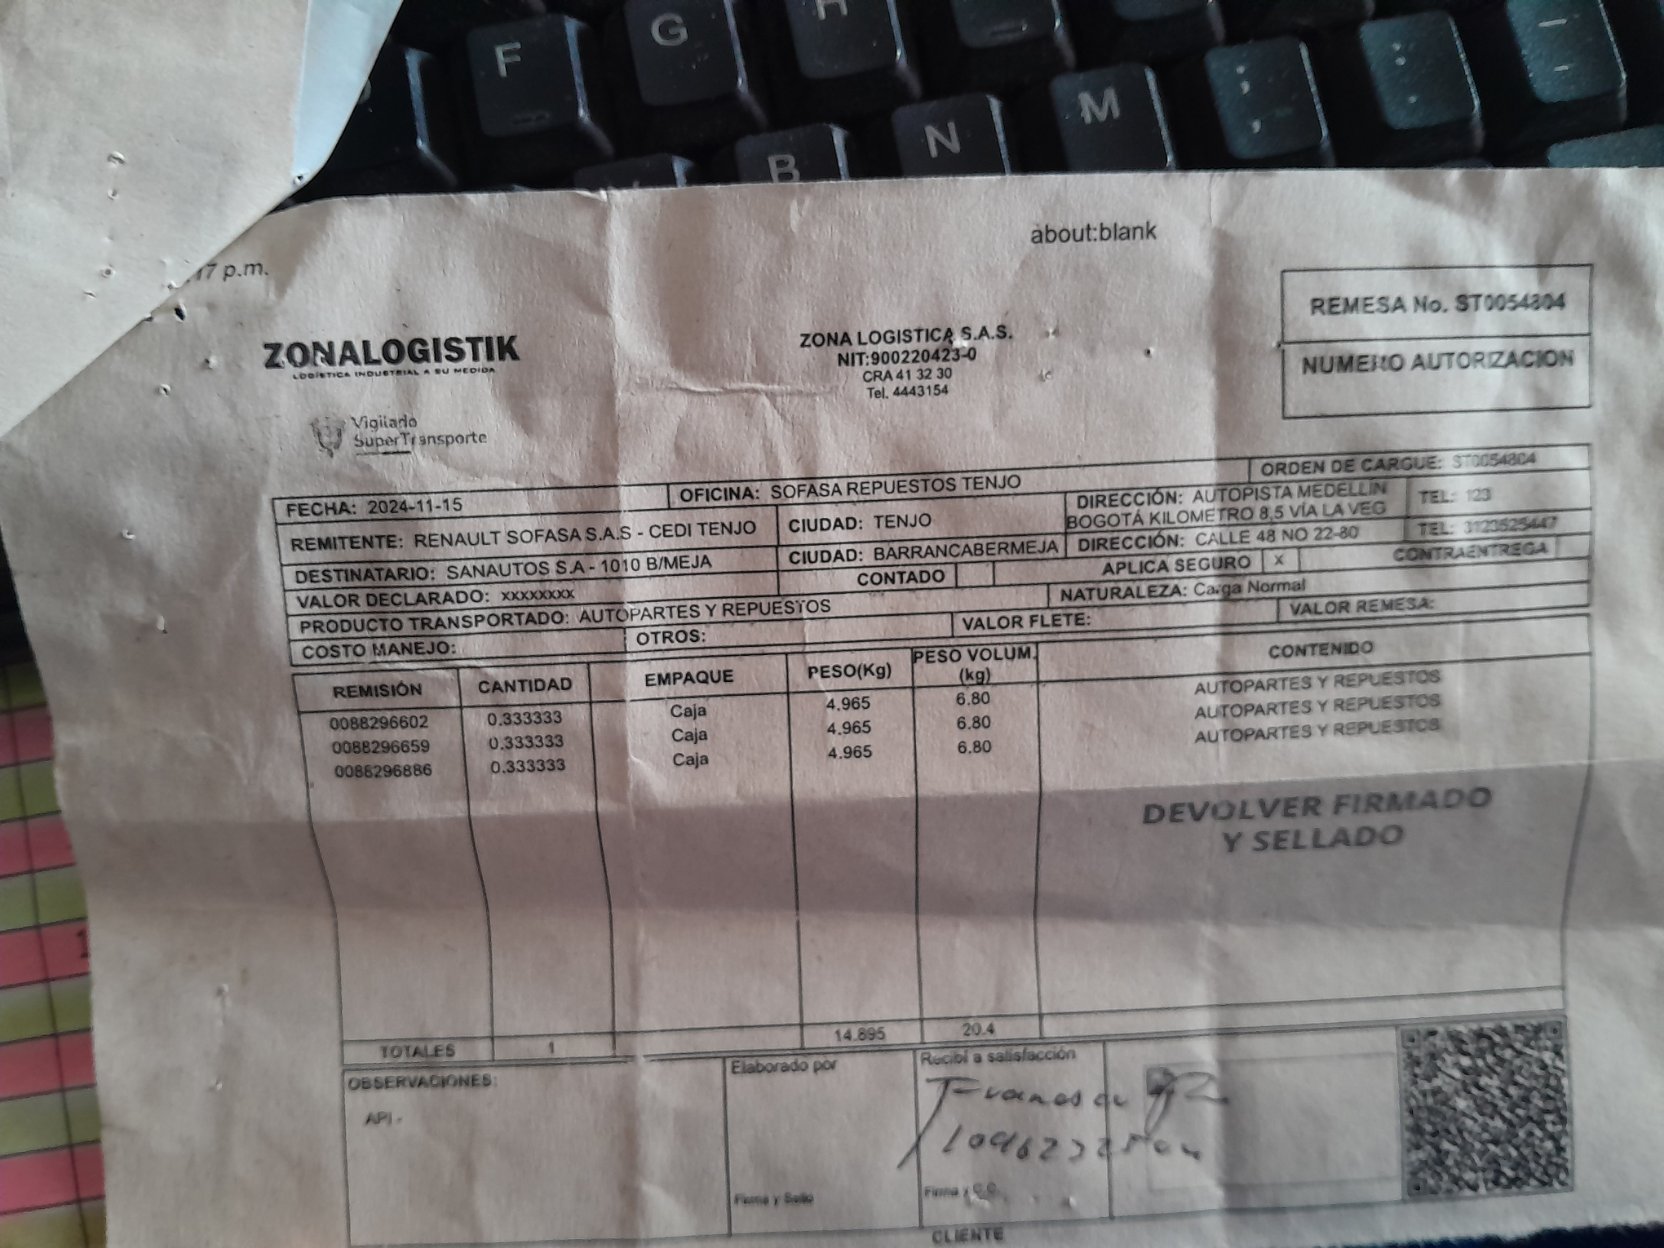 F G H
B N M
about:blank
17 p.m.
REMESA No. ST0054804
NUMERO AUTORIZACION
ZONALOGISTIK
LOGÍSTICA INDUSTRIAL A SU MEDIDA
ZONA LOGISTICA S.A.S.
NIT:900220423-0
CRA 41 32 30
Tel. 4443154
Vigilado
SuperTransporte
FECHA: 2024-11-15 OFICINA: SOFASA REPUESTOS TENJO ORDEN DE CARGUE: ST0054804
REMITENTE: RENAULT SOFASA S.A.S - CEDI TENJO CIUDAD: TENJO DIRECCIÓN: AUTOPISTA MEDELLIN BOGOTÁ KILOMETRO 8,5 VÍA LA VEG TEL: 123
DESTINATARIO: SANAUTOS S.A - 1010 B/MEJA CIUDAD: BARRANCABERMEJA DIRECCIÓN: CALLE 48 NO 22-80 TEL: 3123525447
VALOR DECLARADO: xxxxxxxx CONTADO APLICA SEGURO x CONTRAENTREGA
PRODUCTO TRANSPORTADO: AUTOPARTES Y REPUESTOS NATURALEZA: Carga Normal
COSTO MANEJO: OTROS: VALOR FLETE: VALOR REMESA:
REMISIÓN CANTIDAD EMPAQUE PESO(Kg) PESO VOLUM. (kg) CONTENIDO
0088296602 0.333333 Caja 4.965 6.80 AUTOPARTES Y REPUESTOS
0088296659 0.333333 Caja 4.965 6.80 AUTOPARTES Y REPUESTOS
0088296886 0.333333 Caja 4.965 6.80 AUTOPARTES Y REPUESTOS
DEVOLVER FIRMADO
Y SELLADO
TOTALES 1 14.895 20.4
OBSERVACIONES:
API -
Elaborado por
Firma y Sello
Recibí a satisfacción
Firma y C.C.
CLIENTE